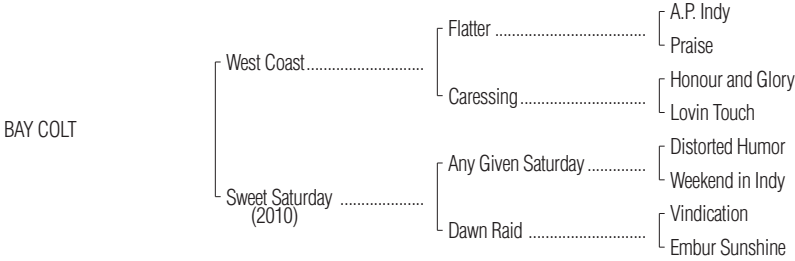 A.P. Indy
Flatter ....................................
Praise
West Coast............................
Honour and Glory
Caressing..............................
Lovin Touch
BAY COLT
Distorted Humor
Any Given Saturday ..............
Weekend in Indy
Sweet Saturday ....................
(2010)
Vindication
Dawn Raid ............................
Embur Sunshine